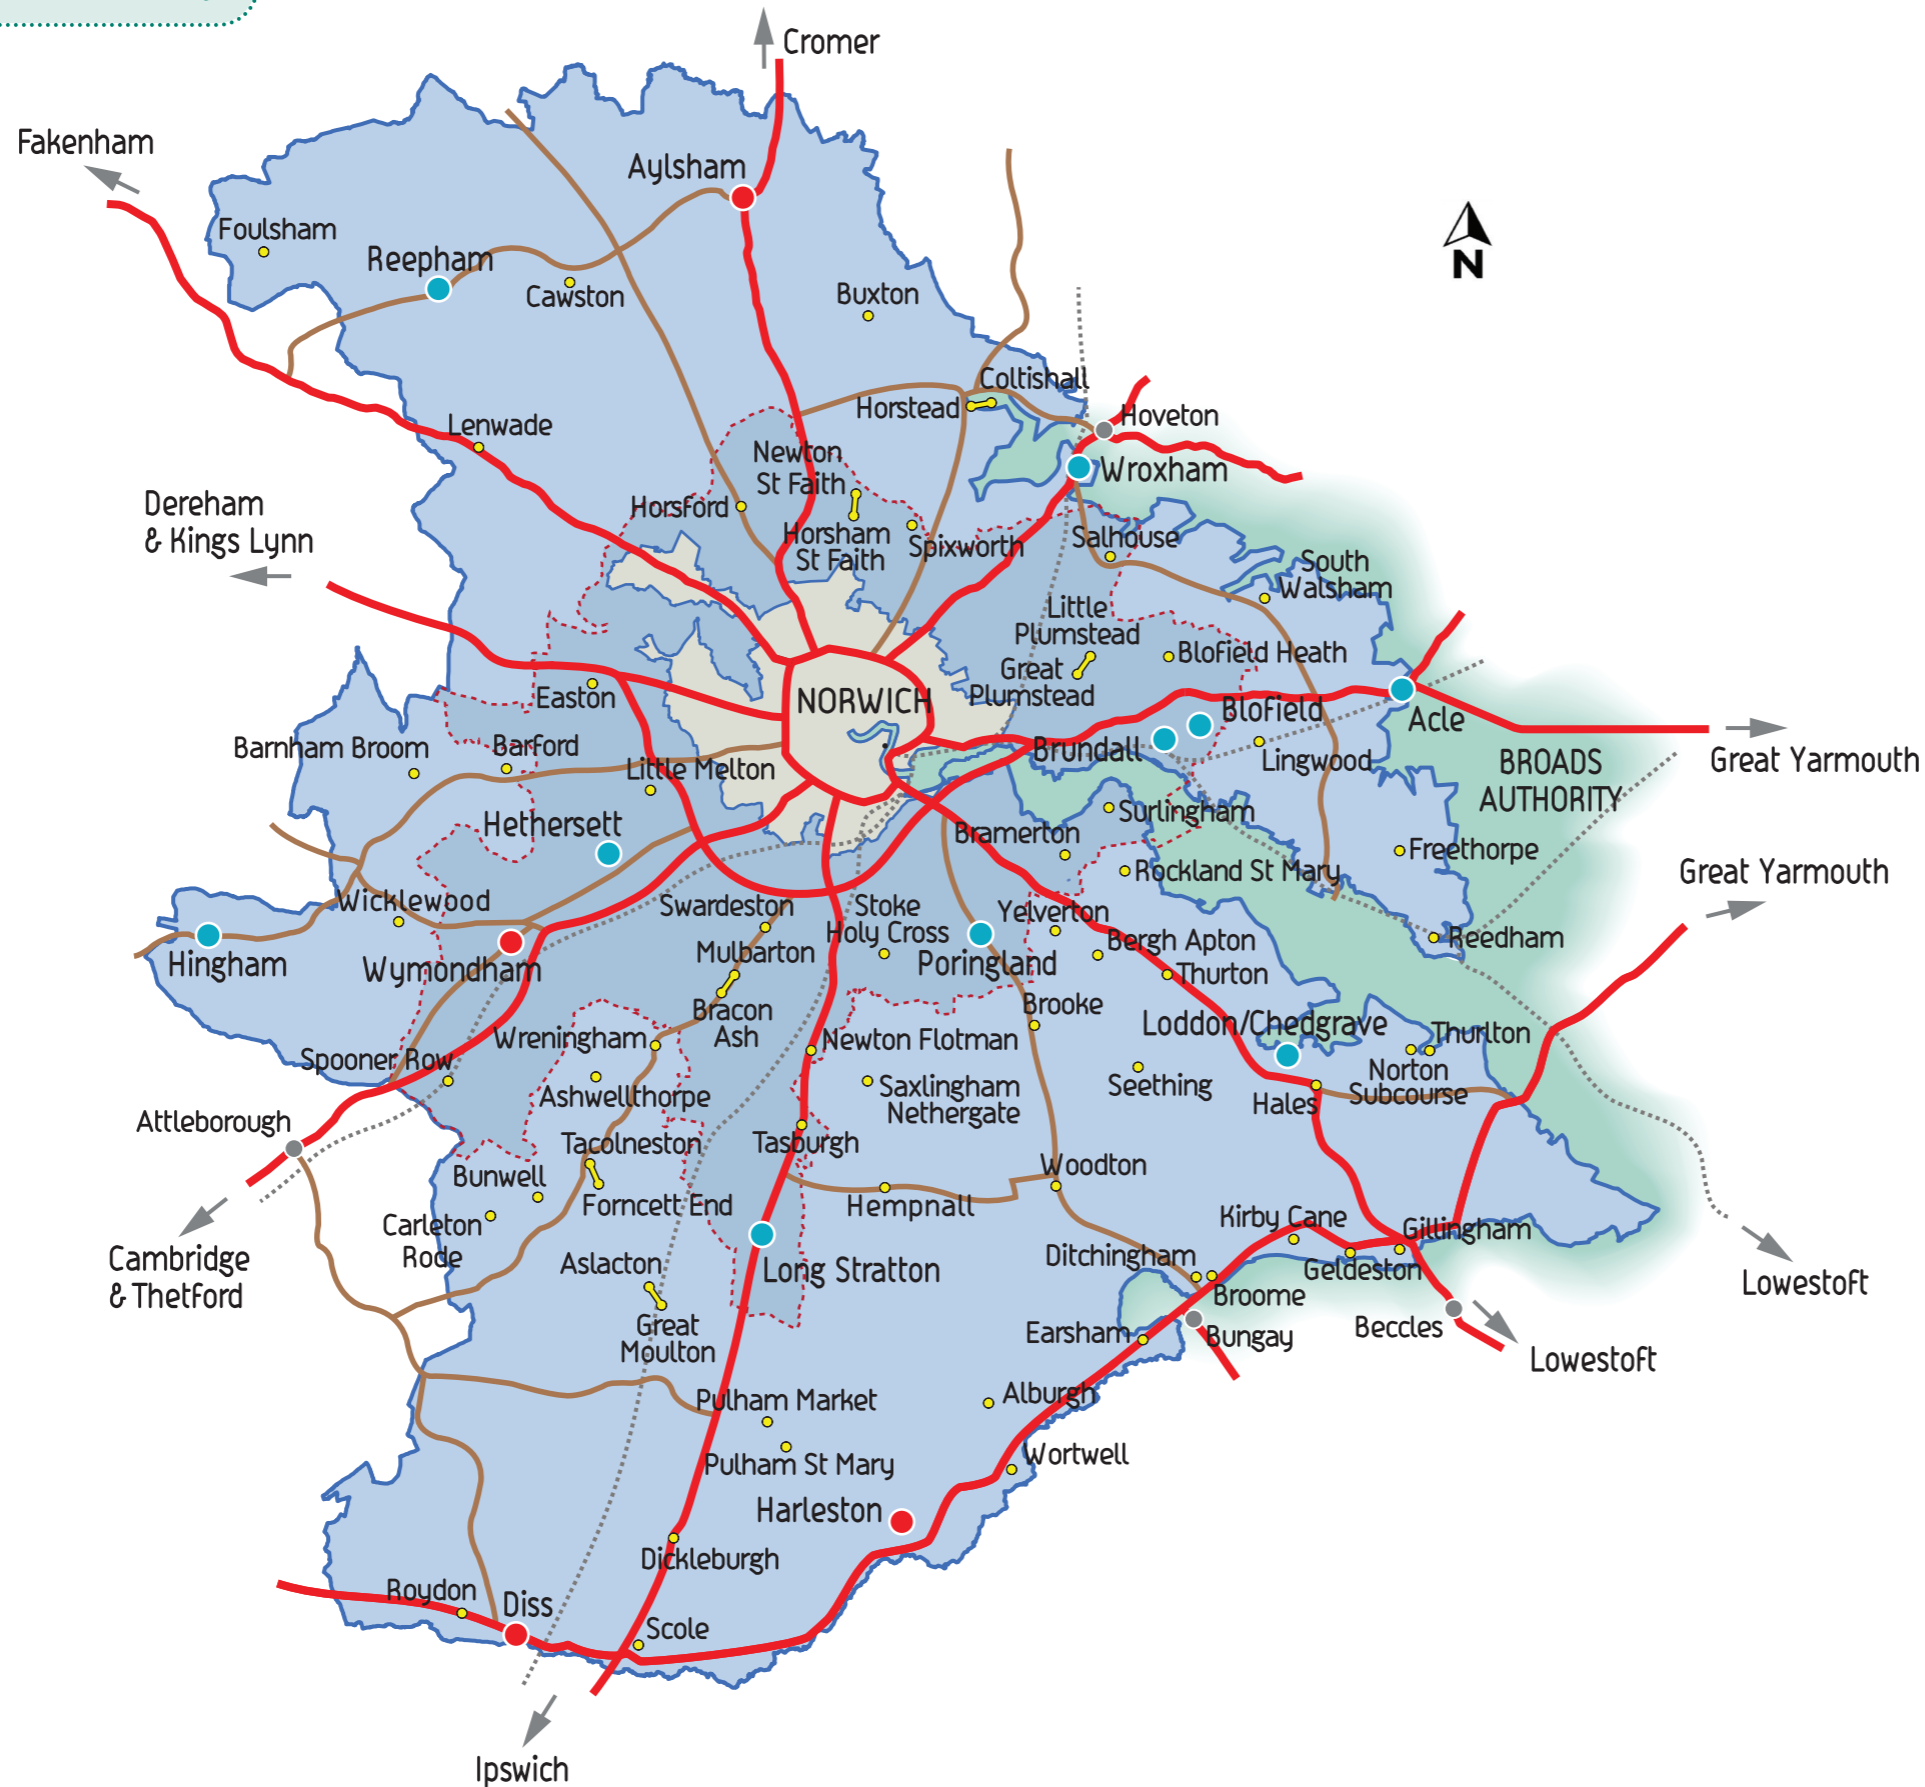 Cromer
Fakenham
Aylsham
Foulsham
Reepham
Cawston
Buxton
Coltishall
Horstead
Hoveton
Lenwade
Newton
St Faith
Wroxham
Dereham
& Kings Lynn
Horsford
Horsham
St Faith
Spixworth
Salhouse
South
Walsham
N
Little
Plumstead
Blofield Heath
Great
Plumstead
Easton
NORWICH
Blofield
Acle
Barnham Broom
Barford
Brundall
Lingwood
BROADS
AUTHORITY
Great Yarmouth
Little Melton
Hethersett
Surlingham
Bramerton
Freethorpe
Rockland St Mary
Great Yarmouth
Wicklewood
Swardeston
Stoke
Holy Cross
Yelverton
Bergh Apton
Reedham
Hingham
Wymondham
Mulbarton
Poringland
Thurton
Bracon
Ash
Brooke
Loddon/Chedgrave
Thurlton
Wreningham
Newton Flotman
Spooner Row
Saxlingham
Nethergate
Seething
Norton
Subcourse
Hales
Ashwellthorpe
Attleborough
Tacolneston
Tasburgh
Bunwell
Woodton
Forncett End
Hempnall
Carleton
Rode
Kirby Cane
Gillingham
Cambridge
& Thetford
Aslacton
Long Stratton
Ditchingham
Geldeston
Lowestoft
Broome
Great
Moulton
Earsham
Bungay
Beccles
Lowestoft
Pulham Market
Alburgh
Pulham St Mary
Wortwell
Harleston
Dickleburgh
Roydon
Diss
Scole
Ipswich